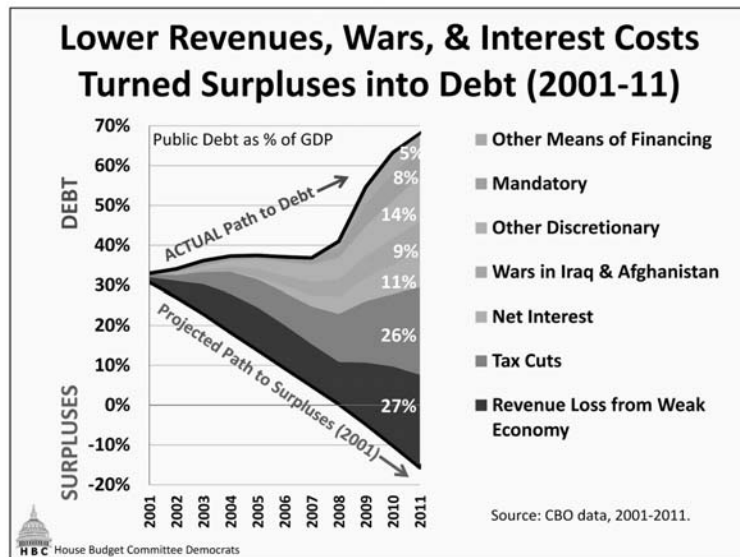 Lower Revenues, Wars, & Interest Costs
Turned Surpluses into Debt (2001-11)
Public Debt as % of GDP
70%
60%
50%
40%
30%
20%
10%
0%
-10%
-20%
DEBT
SURPLUSES
ACTUAL Path to Debt
Projected Path to Surpluses (2001)
5%
8%
14%
9%
11%
26%
27%
2001
2002
2003
2004
2005
2006
2007
2008
2009
2010
2011
Other Means of Financing
Mandatory
Other Discretionary
Wars in Iraq & Afghanistan
Net Interest
Tax Cuts
Revenue Loss from Weak
Economy
Source: CBO data, 2001-2011.
HBC House Budget Committee Democrats